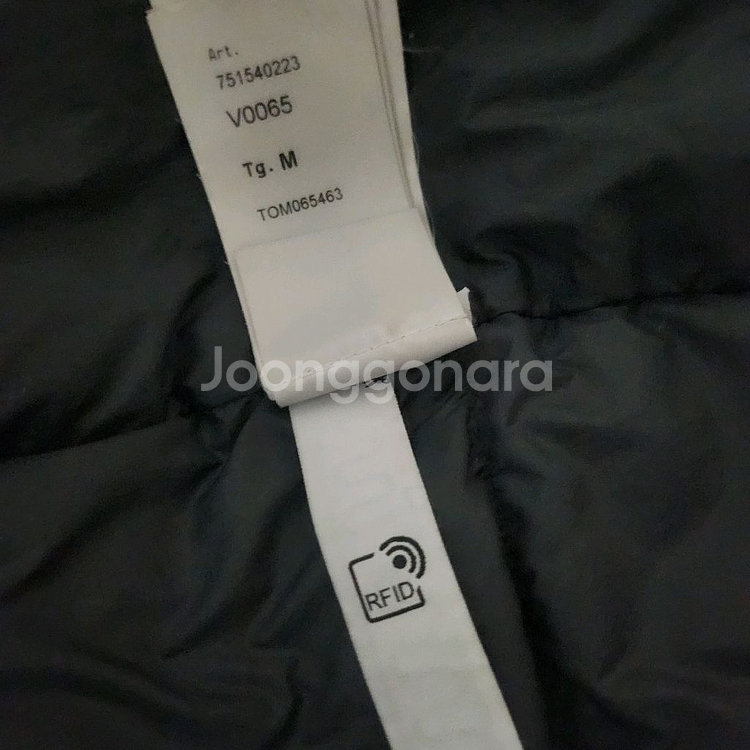 Art.
751540223
V0065
Tg. M
TOM065463
Joonggonara
RFID